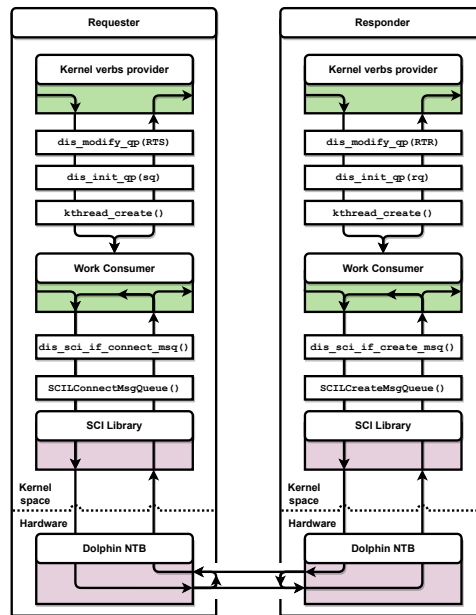 Requester
Kernel verbs provider
dis_modify_qp(RTS)
dis_init_qp(sq)
kthread_create()
Work Consumer
dis_sci_if_connect_msq()
SCILConnectMsgQueue()
SCI Library
Kernel
space
Hardware
Dolphin NTB
Responder
Kernel verbs provider
dis_modify_qp(RTR)
dis_init_qp(rq)
kthread_create()
Work Consumer
dis_sci_if_create_msq()
SCILCreateMsgQueue()
SCI Library
Kernel
space
Hardware
Dolphin NTB